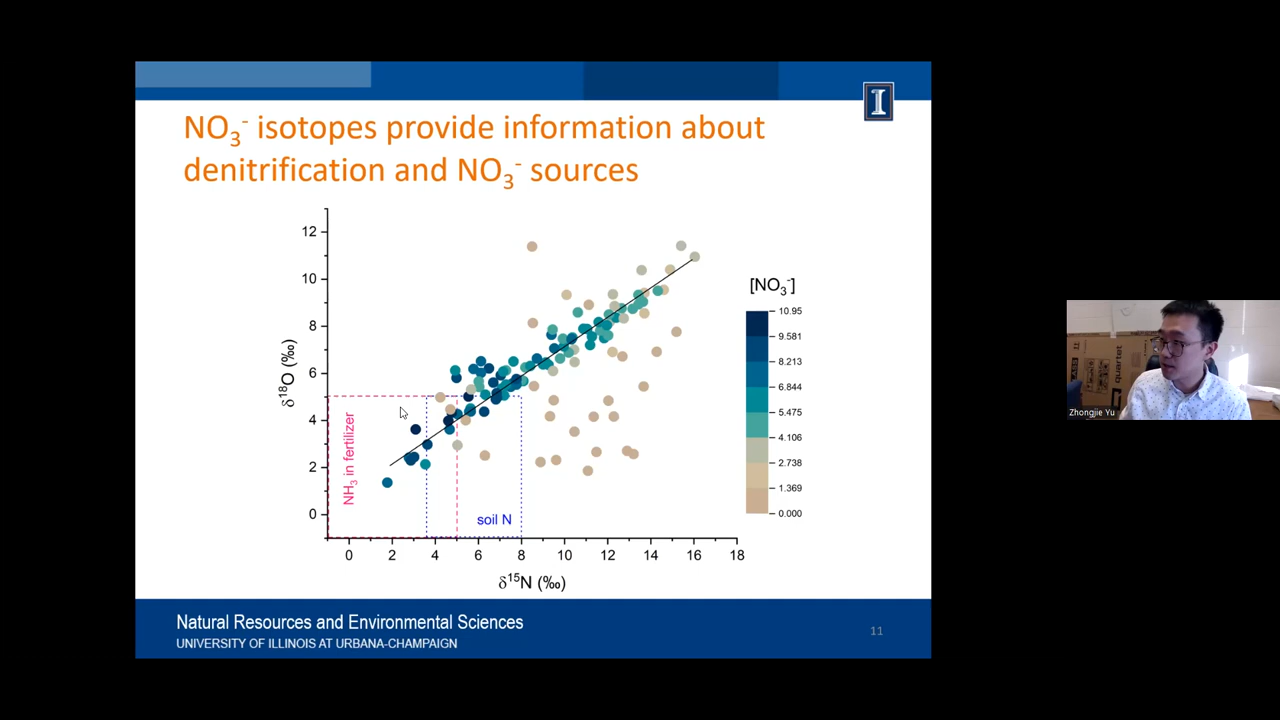 I
NO₃⁻ isotopes provide information about
denitrification and NO₃⁻ sources
12
10
8
6
4
2
0
δ¹⁸O (‰)
NH₃ in fertilizer
soil N
0 2 4 6 8 10 12 14 16 18
δ¹⁵N (‰)
[NO₃⁻]
10.95
9.581
8.213
6.844
5.475
4.106
2.738
1.369
0.000
quartet
Zhongjie Yu
Natural Resources and Environmental Sciences
UNIVERSITY OF ILLINOIS AT URBANA-CHAMPAIGN
11